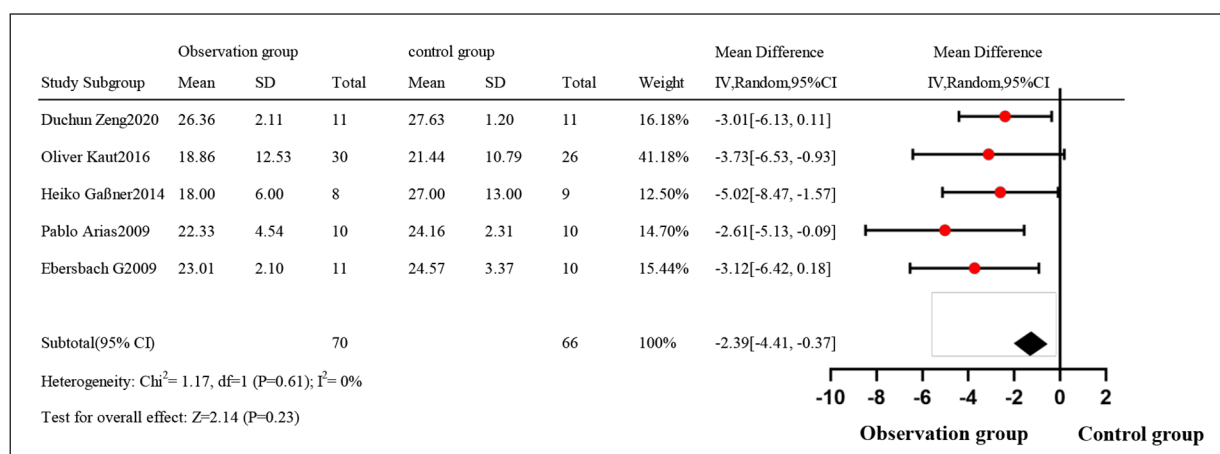 Observation group control group Mean Difference Mean Difference
Study Subgroup Mean SD Total Mean SD Total Weight IV,Random,95%CI IV,Random,95%CI
Duchun Zeng2020 26.36 2.11 11 27.63 1.20 11 16.18% -3.01[-6.13, 0.11]
Oliver Kaut2016 18.86 12.53 30 21.44 10.79 26 41.18% -3.73[-6.53, -0.93]
Heiko Gaßner2014 18.00 6.00 8 27.00 13.00 9 12.50% -5.02[-8.47, -1.57]
Pablo Arias2009 22.33 4.54 10 24.16 2.31 10 14.70% -2.61[-5.13, -0.09]
Ebersbach G2009 23.01 2.10 11 24.57 3.37 10 15.44% -3.12[-6.42, 0.18]
Subtotal(95% CI) 70 66 100% -2.39[-4.41, -0.37]
Heterogeneity: Chi²= 1.17, df=1 (P=0.61); I²= 0%
Test for overall effect: Z=2.14 (P=0.23)
-10 -8 -6 -4 -2 0 2
Observation group Control group